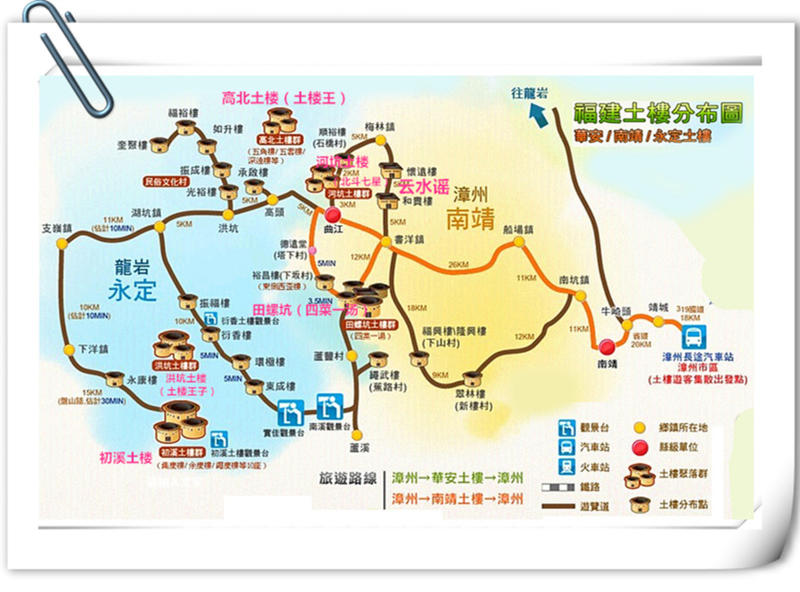 高北土楼（土楼王）
往龍岩
福建土樓分布圖
華安/南靖/永定土樓
福裕樓
如升樓
奎聚樓
高北土樓群
(五角樓/五雲樓/
深遠樓等)
順裕樓
(石橋村)
梅林鎮
5KM
河坑土楼
2KM
北斗七星
河坑土樓群
3KM
懷遠樓
云水谣
和貴樓
漳州
南靖
振成樓
民俗文化村
光裕樓
承啟樓
5KM
高頭
5KM
曲江
湖坑鎮
5KM
洪坑
11KM
(估計10MIN)
支嶺鎮
書洋鎮
船場鎮
26KM
11KM
南坑鎮
德遠堂
(塔下村)
5MIN
12KM
龍岩
永定
裕昌樓(下坂村)
(東倒西歪樓)
3.5MIN
田螺坑（四菜一汤）
田螺坑土樓群
(四菜一湯)
18KM
10KM
(估計10MIN)
振福樓
衍香土樓觀景台
10KM
衍香樓
牛崎頭
靖城
319國道
18KM
省道
20KM
11KM
南靖
漳州長途汽車站
漳州市區
(土樓遊客集散出發點)
福興樓\隆興樓
(下山村)
12KM
下洋鎮
洪坑土樓群
洪坑土楼
（土楼王子）
5MIN
環極樓
5MIN
東成樓
蘆豐鎮
繩武樓
(蕉路村)
9KM
翠林樓
(新樓村)
永康樓
15KM
(盤山路,估計30MIN)
實佳觀景台
南溪觀景台
蘆溪
初溪土楼
初溪土樓群
初溪土樓觀景台
(集慶樓/余慶樓/繩慶樓等10座)
旅遊路線
漳州→華安土樓→漳州
漳州→南靖土樓→漳州
觀景台
鄉鎮所在地
汽車站
縣級單位
火車站
土樓聚落群
鐵路
遊覽道
土樓分布點